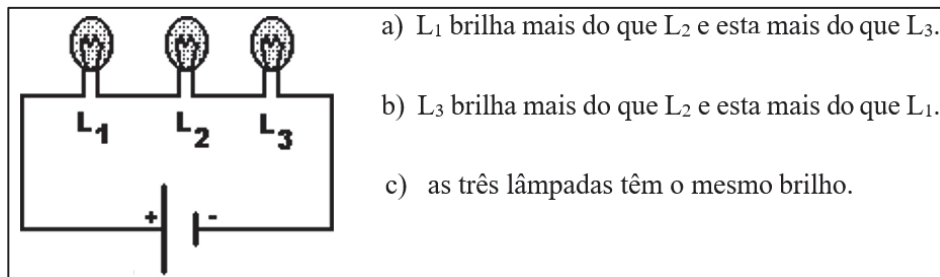 a) L₁ brilha mais do que L₂ e esta mais do que L₃.
b) L₃ brilha mais do que L₂ e esta mais do que L₁.
c) as três lâmpadas têm o mesmo brilho.
L₁ L₂ L₃
+ -